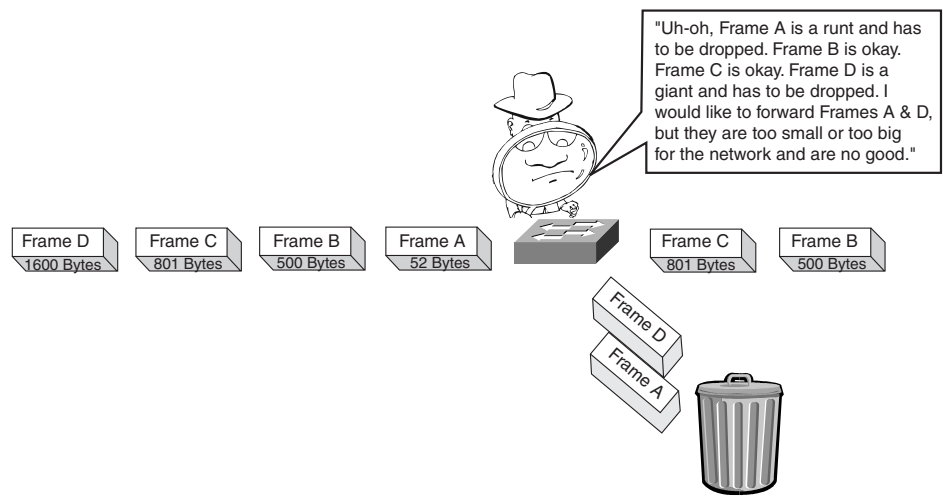 "Uh-oh, Frame A is a runt and has
to be dropped. Frame B is okay.
Frame C is okay. Frame D is a
giant and has to be dropped. I
would like to forward Frames A & D,
but they are too small or too big
for the network and are no good."
Frame D
1600 Bytes
Frame C
801 Bytes
Frame B
500 Bytes
Frame A
52 Bytes
Frame C
801 Bytes
Frame B
500 Bytes
Frame D
Frame A